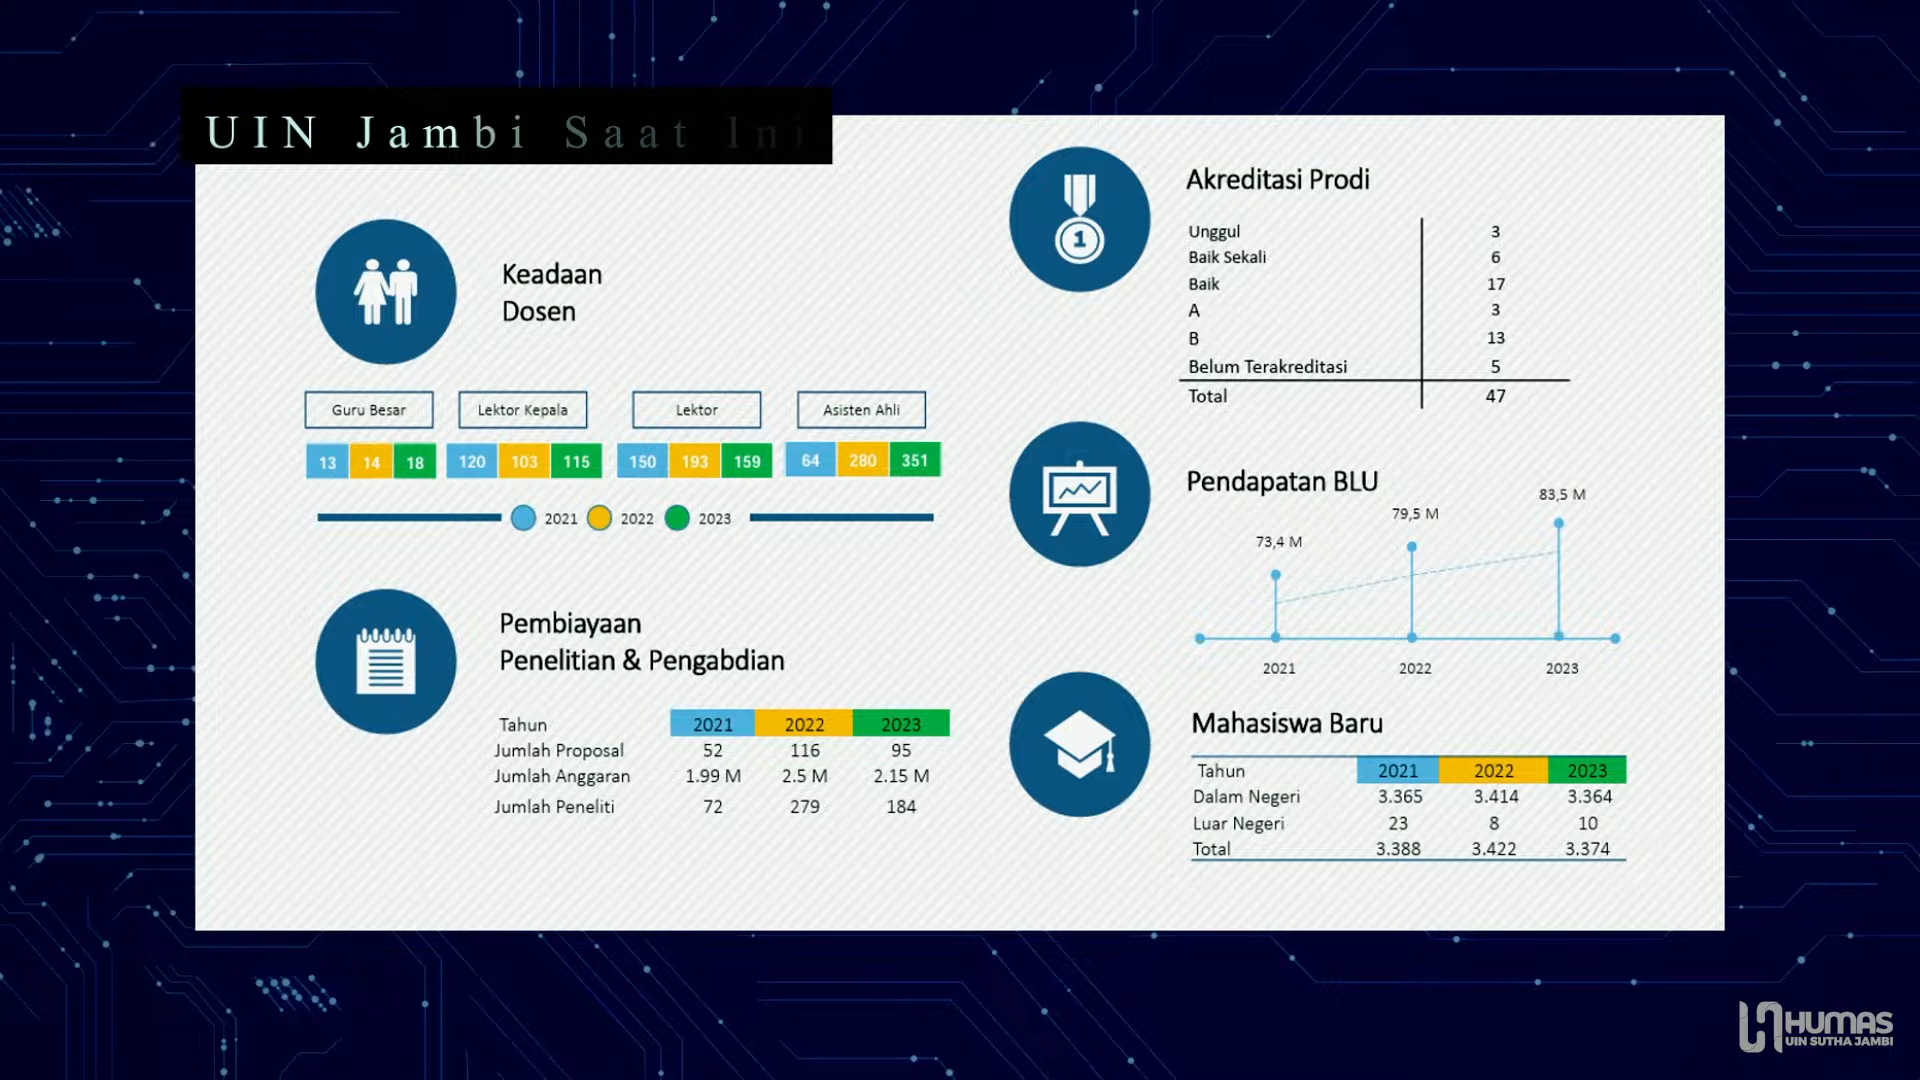 UIN Jambi Saat Ini
Keadaan
Dosen
Guru Besar Lektor Kepala Lektor Asisten Ahli
13 14 18 120 103 115 150 193 159 64 280 351
2021 2022 2023
Pembiayaan
Penelitian & Pengabdian
Tahun 2021 2022 2023
Jumlah Proposal 52 116 95
Jumlah Anggaran 1.99 M 2.5 M 2.15 M
Jumlah Peneliti 72 279 184
1
Akreditasi Prodi
Unggul 3
Baik Sekali 6
Baik 17
A 3
B 13
Belum Terakreditasi 5
Total 47
Pendapatan BLU
73,4 M 79,5 M 83,5 M
2021 2022 2023
Mahasiswa Baru
Tahun 2021 2022 2023
Dalam Negeri 3.365 3.414 3.364
Luar Negeri 23 8 10
Total 3.388 3.422 3.374
HUMAS
UIN SUTHA JAMBI